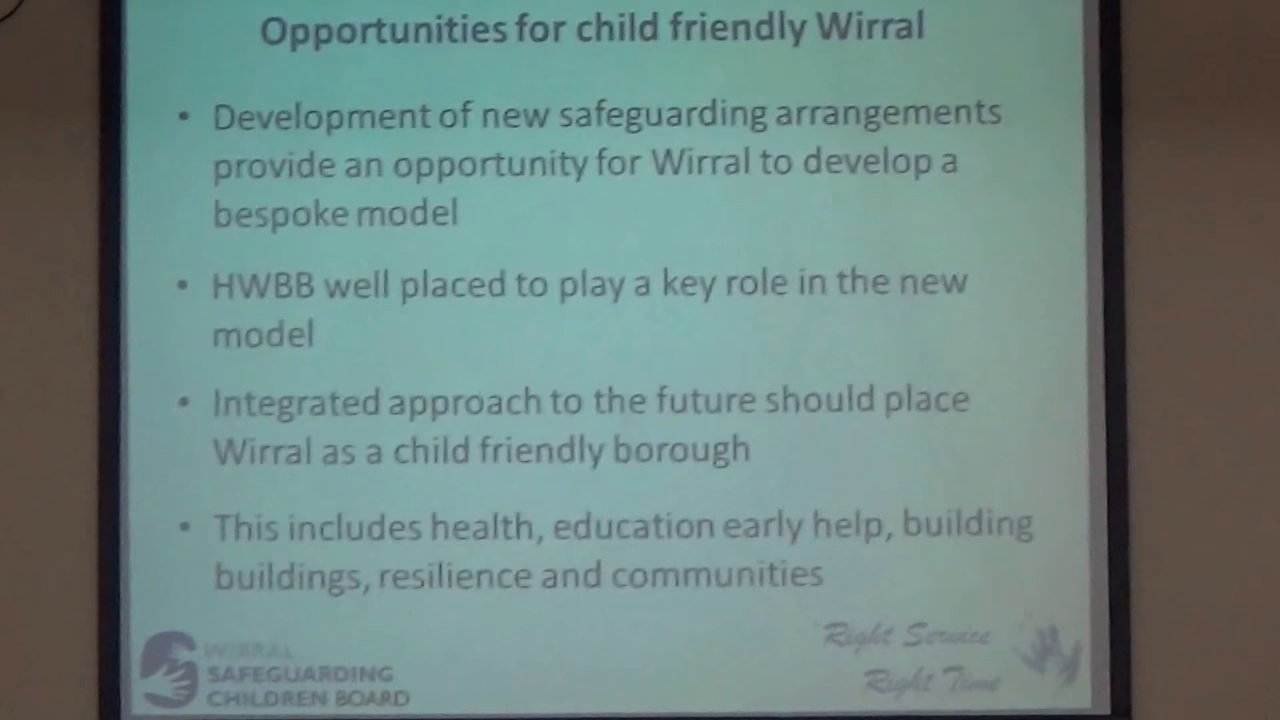 Opportunities for child friendly Wirral
• Development of new safeguarding arrangements
provide an opportunity for Wirral to develop a
bespoke model
• HWBB well placed to play a key role in the new
model
• Integrated approach to the future should place
Wirral as a child friendly borough
• This includes health, education early help, building
buildings, resilience and communities
WIRRAL
SAFEGUARDING
CHILDREN BOARD
Right Service
Right Time